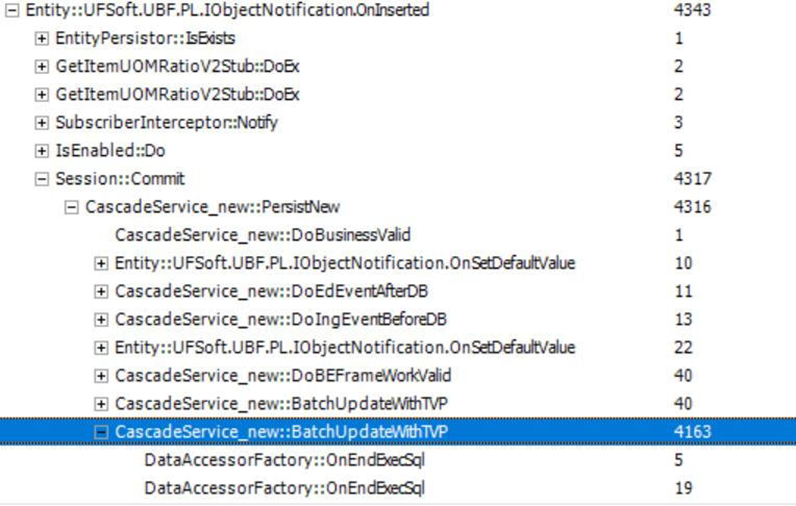 Entity::UFSoft.UBF.PL.IObjectNotification.OnInserted 4343
EntityPersistor::IsExists 1
GetItemUOMRatioV2Stub::DoEx 2
GetItemUOMRatioV2Stub::DoEx 2
SubscriberInterceptor::Notify 3
IsEnabled::Do 5
Session::Commit 4317
CascadeService_new::PersistNew 4316
CascadeService_new::DoBusinessValid 1
Entity::UFSoft.UBF.PL.IObjectNotification.OnSetDefaultValue 10
CascadeService_new::DoEdEventAfterDB 11
CascadeService_new::DoIngEventBeforeDB 13
Entity::UFSoft.UBF.PL.IObjectNotification.OnSetDefaultValue 22
CascadeService_new::DoBEFrameWorkValid 40
CascadeService_new::BatchUpdateWithTVP 40
CascadeService_new::BatchUpdateWithTVP 4163
DataAccessorFactory::OnEndExecSql 5
DataAccessorFactory::OnEndExecSql 19